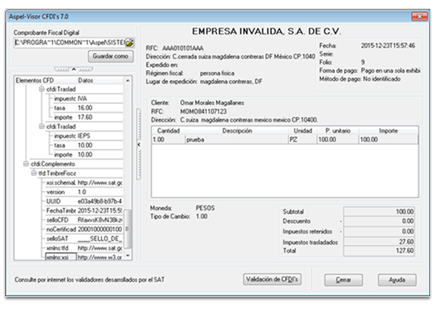 Aspel-Visor CFDI's 7.0
Comprobante Fiscal Digital
C:\PROGRA~1\COMMON~1\Aspel\SISTE
Guardar como
Elementos CFD Datos
cfdi:Traslad
impuesto IVA
tasa 16.00
importe 17.60
cfdi:Traslad
impuesto IEPS
tasa 10.00
importe 10.00
cfdi:Complemento
tfd:TimbreFisca
xsi:schemaL http://www.sat.go
version 1.0
UUID e03a49b8-b97b-4
FechaTimbr 2015-12-23T15:5
selloCFD
noCertificad 20001000000100
selloSAT ____SELLO_DE_
xmlns:tfd http://www.sat.go
xmlns:xsi http://www.w3.or
EMPRESA INVALIDA, S.A. DE C.V.
RFC: AAA010101AAA
Dirección: C.cerrada suiza magdalena contreras DF México CP.1040
Expedido en:
Régimen fiscal: persona fisica
Lugar de expedición: magdalena contreras, DF
Fecha: 2015-12-23T15:57:46
Serie:
Folio: 9
Forma de pago: Pago en una sola exhibi
Método de pago: No identificado
Cliente: Omar Morales Magallanes
RFC: MOMO841107123
Dirección: C.suiza magdalena contreras mexico mexico CP.10400.
Cantidad Descripción Unidad P. unitario Importe
1.00 prueba PZ 100.00 100.00
Moneda: PESOS
Tipo de Cambio: 1.00
Subtotal 100.00
Descuento - 0.00
Impuestos retenidos - 0.00
Impuestos trasladados 27.60
Total 127.60
Consulte por internet los validadores desarrollados por el SAT
Validación de CFDI's
Cerrar
Ayuda